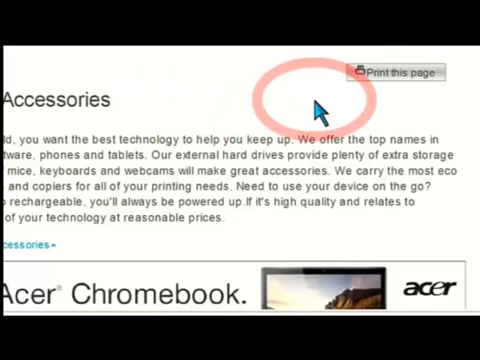 Print this page
Accessories
ld, you want the best technology to help you keep up. We offer the top names in
tware, phones and tablets. Our external hard drives provide plenty of extra storage
mice, keyboards and webcams will make great accessories. We carry the most eco
and copiers for all of your printing needs. Need to use your device on the go?
o rechargeable, you'll always be powered up.If it's high quality and relates to
of your technology at reasonable prices.
ccessories
Acer® Chromebook.
acer